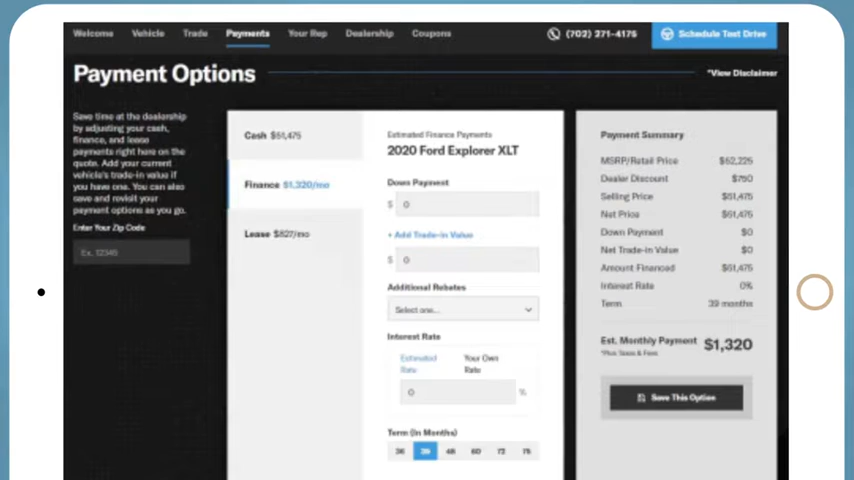 Welcome Vehicle Trade Payments Your Rep Dealership Coupons (702) 271-4175 Schedule Test Drive
Payment Options
*View Disclaimer
Save time at the dealership
by adjusting your cash,
finance, and lease
payments right here on the
quote. Add your current
vehicle's trade-in value if
you have one. You can also
save and revisit your
payment options as you go.
Enter Your Zip Code
Ex. 12345
Cash $51,475
Finance $1,320/mo
Lease $827/mo
Estimated Finance Payments
2020 Ford Explorer XLT
Down Payment
$ 0
+ Add Trade-in Value
$ 0
Additional Rebates
Select one...
Interest Rate
Estimated Rate
Your Own Rate
0 %
Term (In Months)
36 39 48 60 72 75
Payment Summary
MSRP/Retail Price $52,225
Dealer Discount $750
Selling Price $51,475
Net Price $51,475
Down Payment $0
Net Trade-in Value $0
Amount Financed $51,475
Interest Rate 0%
Term 39 months
Est. Monthly Payment $1,320
*Plus Taxes & Fees
Save This Option